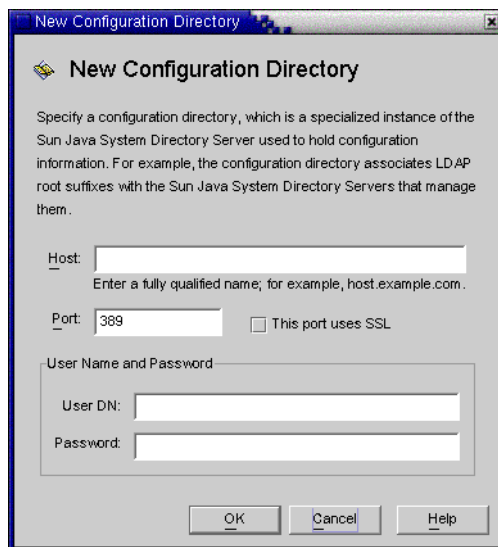 New Configuration Directory
New Configuration Directory
Specify a configuration directory, which is a specialized instance of the
Sun Java System Directory Server used to hold configuration
information. For example, the configuration directory associates LDAP
root suffixes with the Sun Java System Directory Servers that manage
them.
Host:
Enter a fully qualified name; for example, host.example.com.
Port: 389 This port uses SSL
User Name and Password
User DN:
Password:
OK Cancel Help